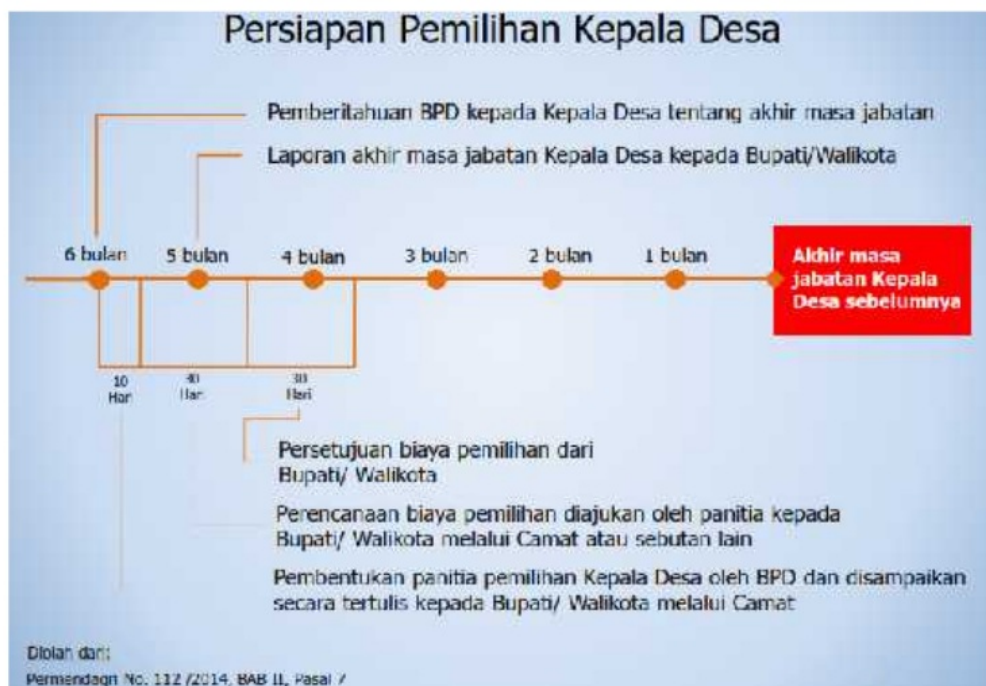 Persiapan Pemilihan Kepala Desa
Pemberitahuan BPD kepada Kepala Desa tentang akhir masa jabatan
Laporan akhir masa jabatan Kepala Desa kepada Bupati/Walikota
6 bulan
5 bulan
4 bulan
3 bulan
2 bulan
1 bulan
Akhir masa
jabatan Kepala
Desa sebelumnya
10
Hari
30
Hari
30
Hari
Persetujuan biaya pemilihan dari
Bupati/ Walikota
Perencanaan biaya pemilihan diajukan oleh panitia kepada
Bupati/ Walikota melalui Camat atau sebutan lain
Pembentukan panitia pemilihan Kepala Desa oleh BPD dan disampaikan
secara tertulis kepada Bupati/ Walikota melalui Camat
Diolah dari:
Permendagri No. 112 /2014, BAB II, Pasal 7